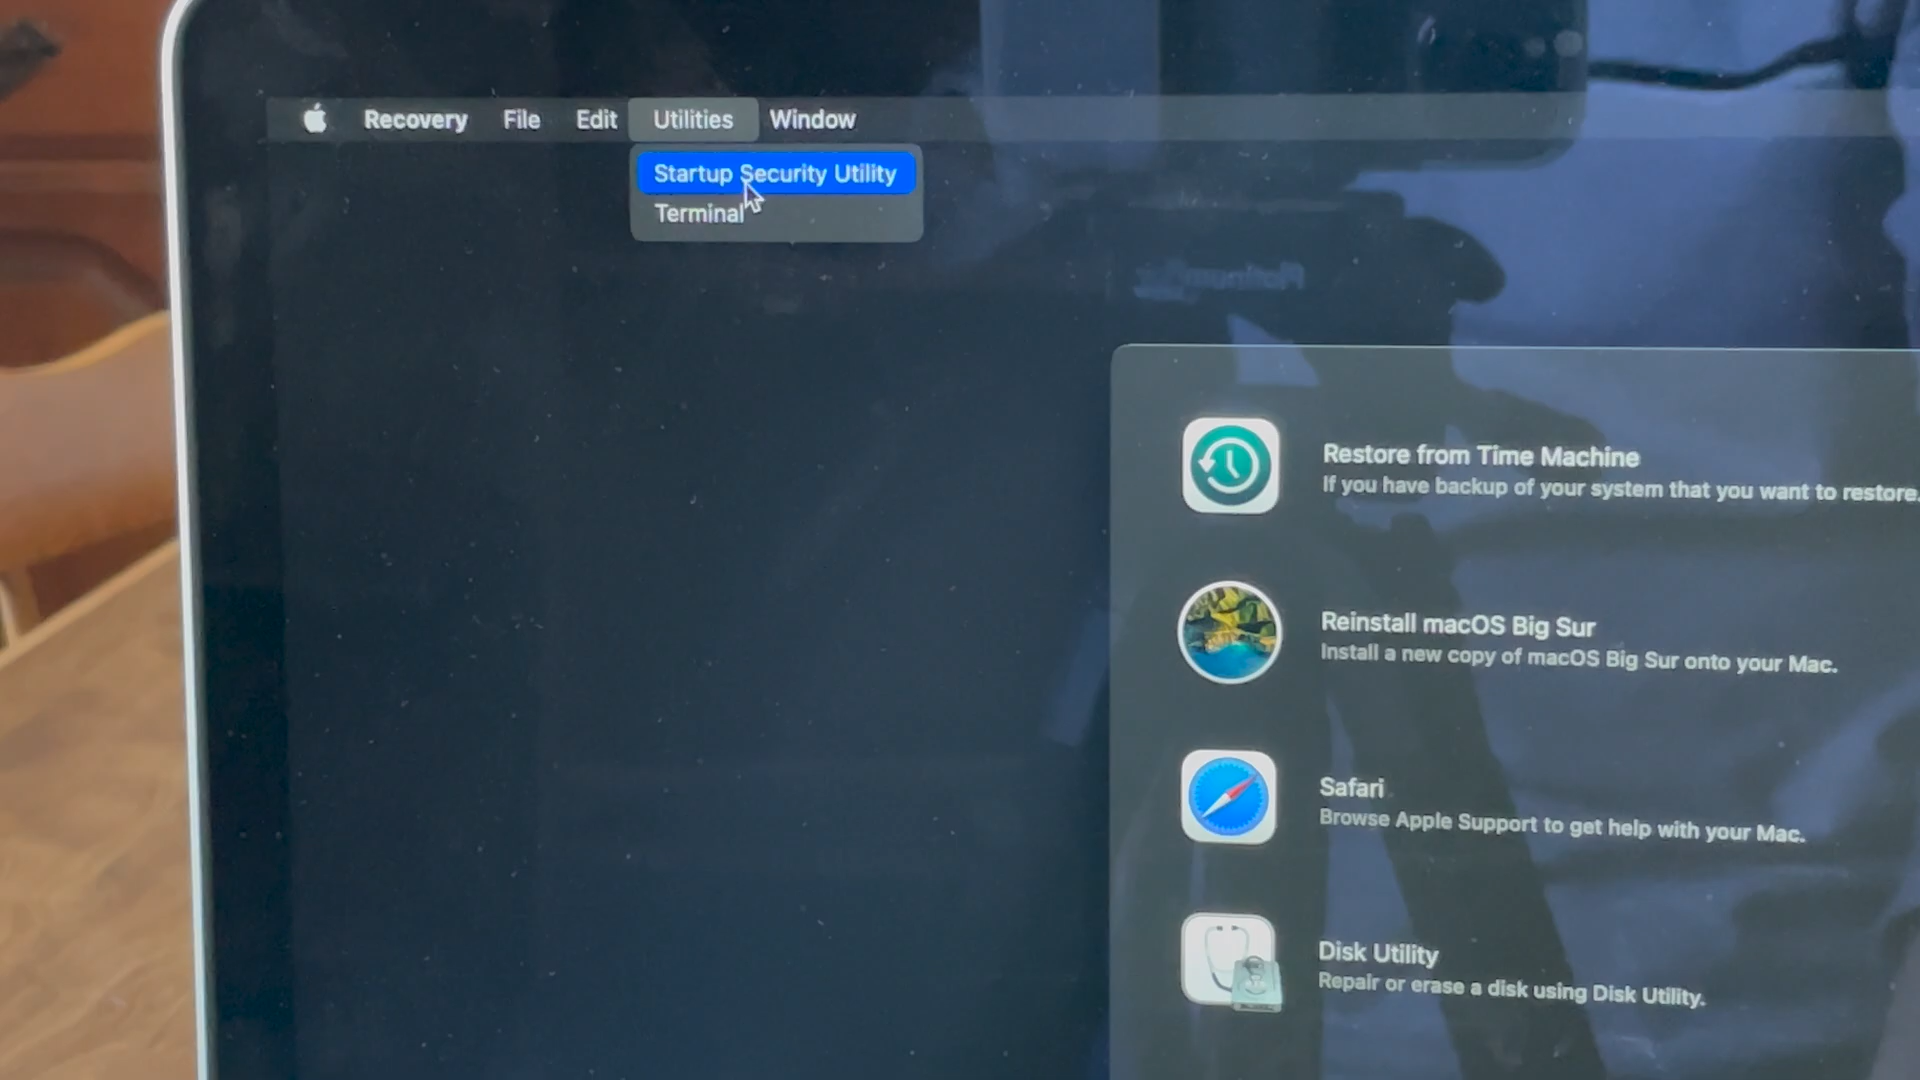 Recovery File Edit Utilities Window
Startup Security Utility
Terminal
Restore from Time Machine
If you have backup of your system that you want to restore.
Reinstall macOS Big Sur
Install a new copy of macOS Big Sur onto your Mac.
Safari
Browse Apple Support to get help with your Mac.
Disk Utility
Repair or erase a disk using Disk Utility.